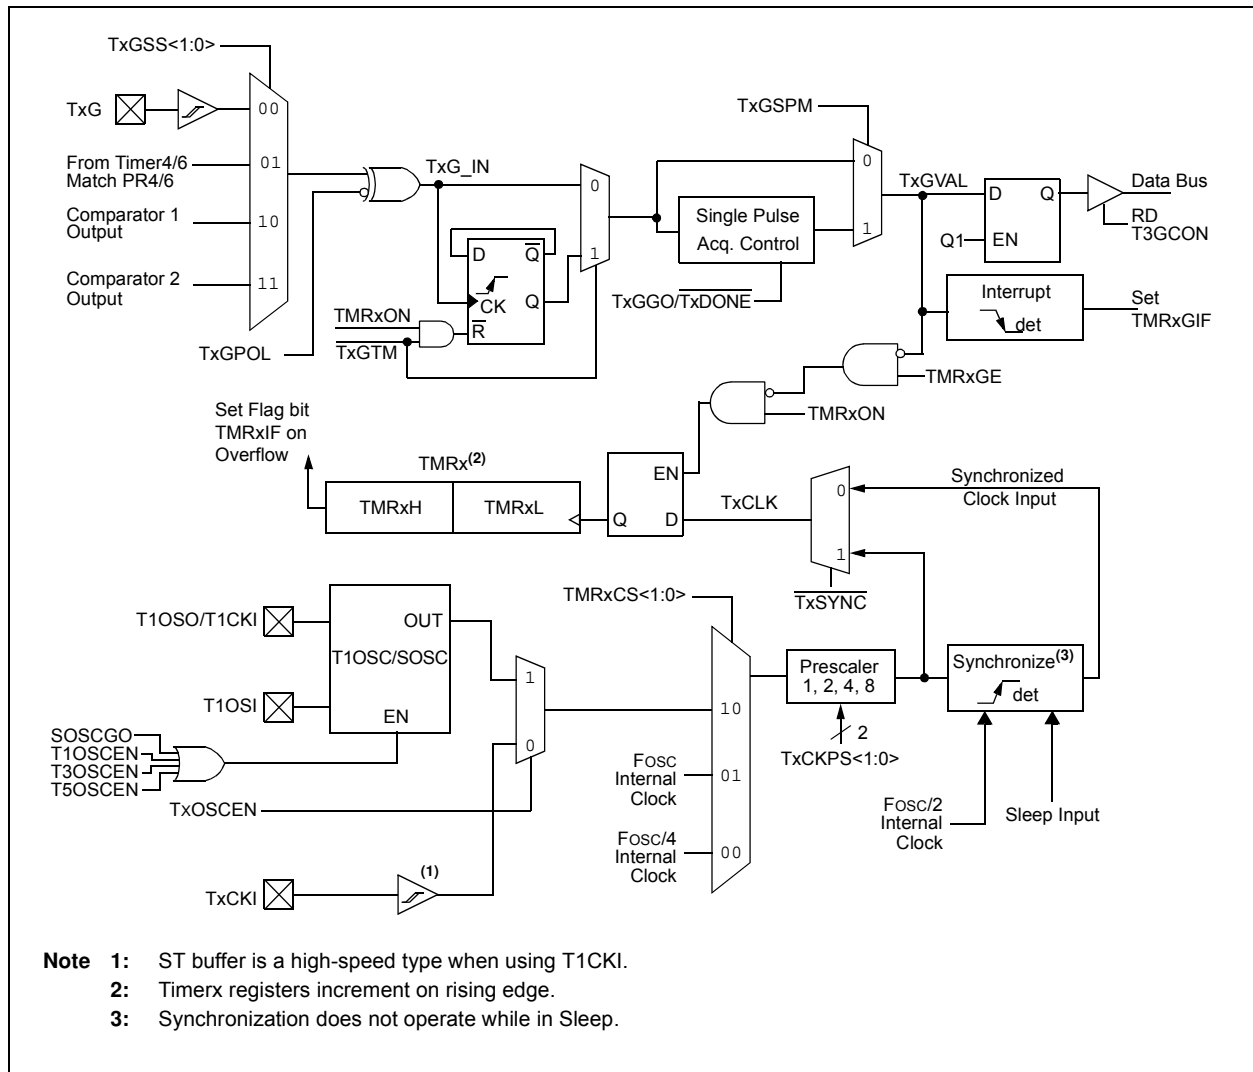 TxGSS<1:0>
TxG
00
From Timer4/6
Match PR4/6
01
Comparator 1
Output
10
Comparator 2
Output
11
TxGPOL
TxG_IN
D
Q
CK
Q
R
TMRxON
TxGTM
0
1
Single Pulse
Acq. Control
TxGGO/TxDONE
TxGSPM
0
1
TxGVAL
D
Q
Q1
EN
Data Bus
RD
T3GCON
Interrupt
det
Set
TMRxGIF
TMRxGE
TMRxON
Set Flag bit
TMRxIF on
Overflow
TMRx(2)
TMRxH
TMRxL
EN
Q
D
TxCLK
0
1
TxSYNC
Synchronized
Clock Input
T1OSO/T1CKI
OUT
T1OSC/SOSC
T1OSI
EN
SOSCGO
T1OSCEN
T3OSCEN
T5OSCEN
TxOSCEN
1
0
TxCKI
(1)
TMRxCS<1:0>
10
FOSC
Internal
Clock
01
FOSC/4
Internal
Clock
00
Prescaler
1, 2, 4, 8
2
TxCKPS<1:0>
Synchronize(3)
det
FOSC/2
Internal
Clock
Sleep Input
Note 1: ST buffer is a high-speed type when using T1CKI.
2: Timerx registers increment on rising edge.
3: Synchronization does not operate while in Sleep.